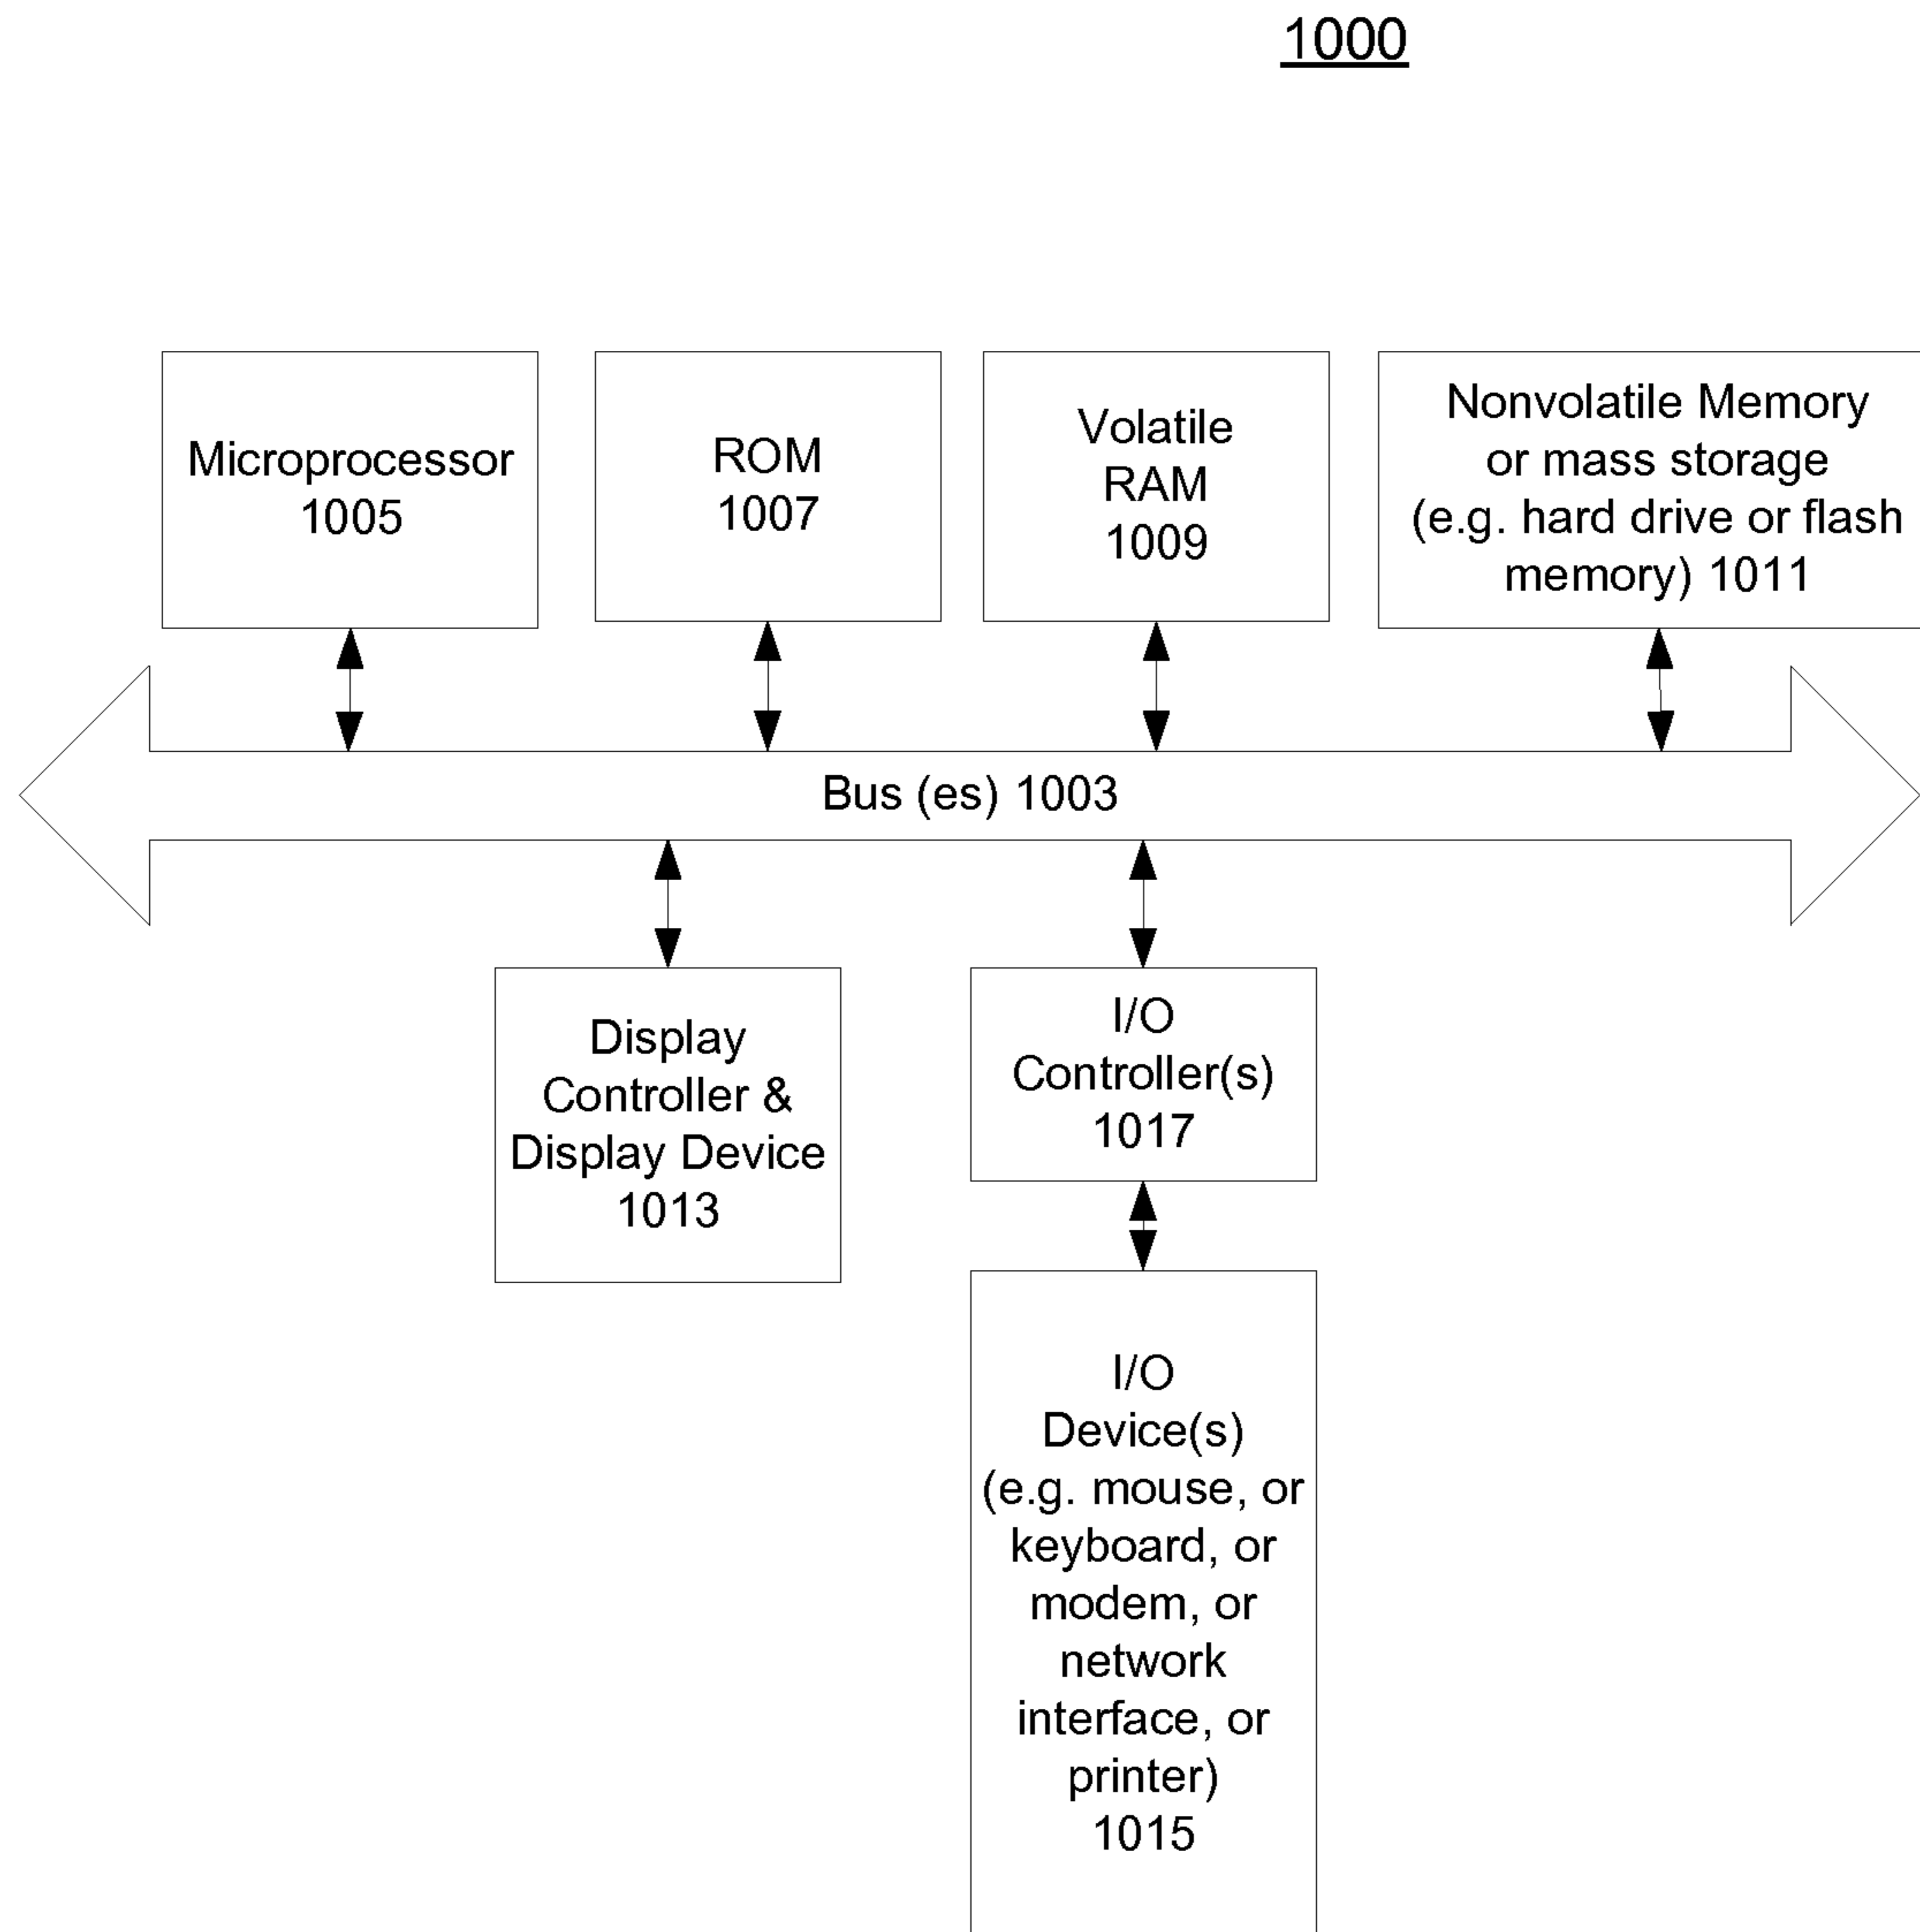 1000
Microprocessor
1005
ROM
1007
Volatile
RAM
1009
Nonvolatile Memory
or mass storage
(e.g. hard drive or flash
memory) 1011
Bus (es) 1003
Display
Controller &
Display Device
1013
I/O
Controller(s)
1017
I/O
Device(s)
(e.g. mouse, or
keyboard, or
modem, or
network
interface, or
printer)
1015